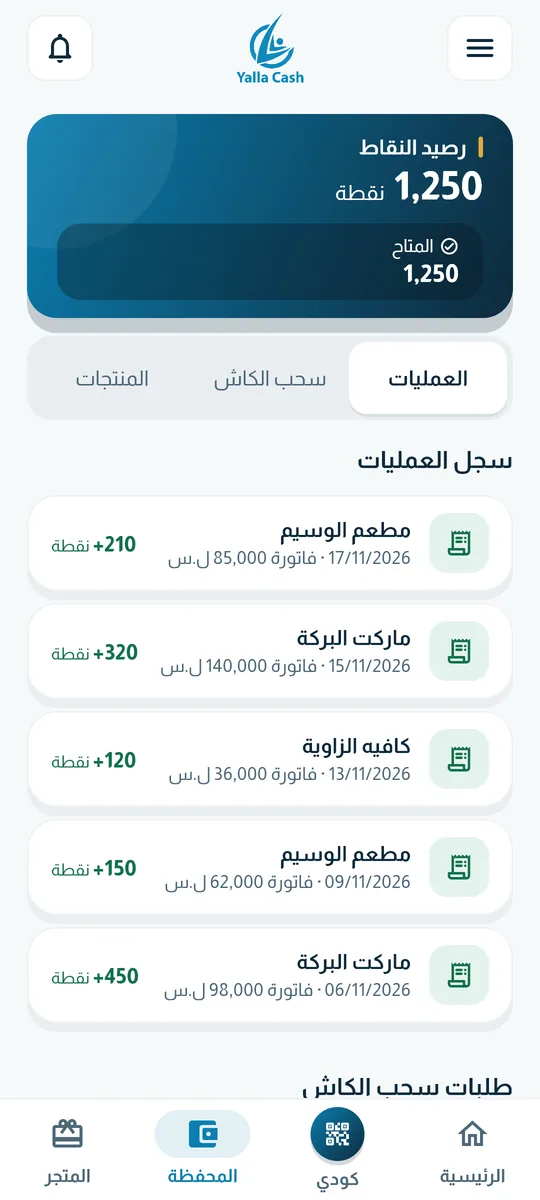 Yalla Cash
رصيد النقاط
1,250 نقطة
المتاح
1,250
العمليات
سحب الكاش
المنتجات
سجل العمليات
مطعم الوسيم
17/11/2026 · فاتورة 85,000 ل.س
+210 نقطة
ماركت البركة
15/11/2026 · فاتورة 140,000 ل.س
+320 نقطة
كافيه الزاوية
13/11/2026 · فاتورة 36,000 ل.س
+120 نقطة
مطعم الوسيم
09/11/2026 · فاتورة 62,000 ل.س
+150 نقطة
ماركت البركة
06/11/2026 · فاتورة 98,000 ل.س
+450 نقطة
طلبات سحب الكاش
الرئيسية
كودي
المحفظة
المتجر